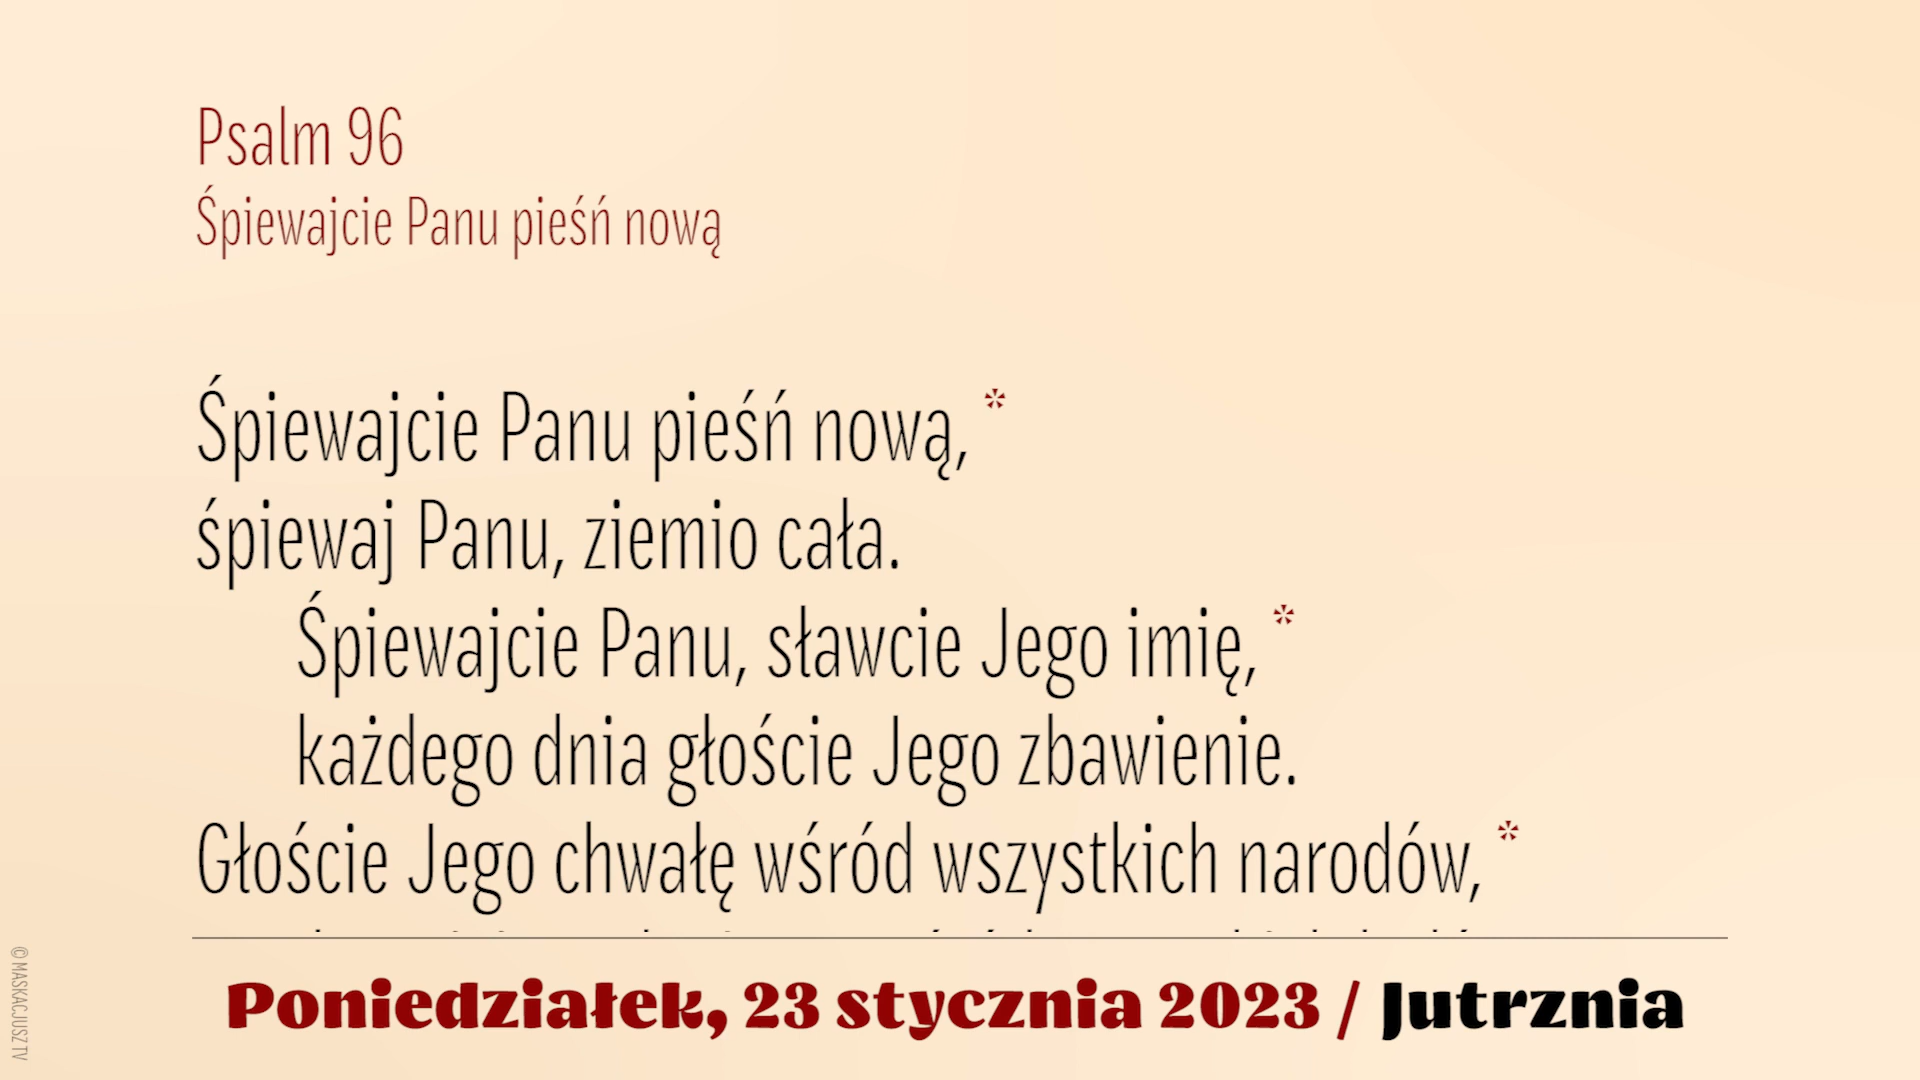 Psalm 96
Śpiewajcie Panu pieśń nową
Śpiewajcie Panu pieśń nową, *
śpiewaj Panu, ziemio cała.
Śpiewajcie Panu, sławcie Jego imię, *
każdego dnia głoście Jego zbawienie.
Głoście Jego chwałę wśród wszystkich narodów, *
Poniedziałek, 23 stycznia 2023 / Jutrznia
© MASKACJUSZ TV